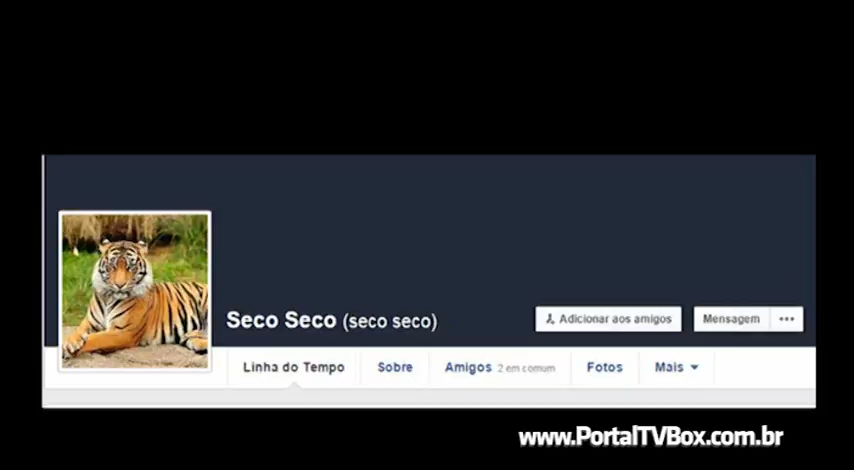 Seco Seco (seco seco)
Adicionar aos amigos
Mensagem
Linha do Tempo
Sobre
Amigos 2 em comum
Fotos
Mais
www.PortalTVBox.com.br